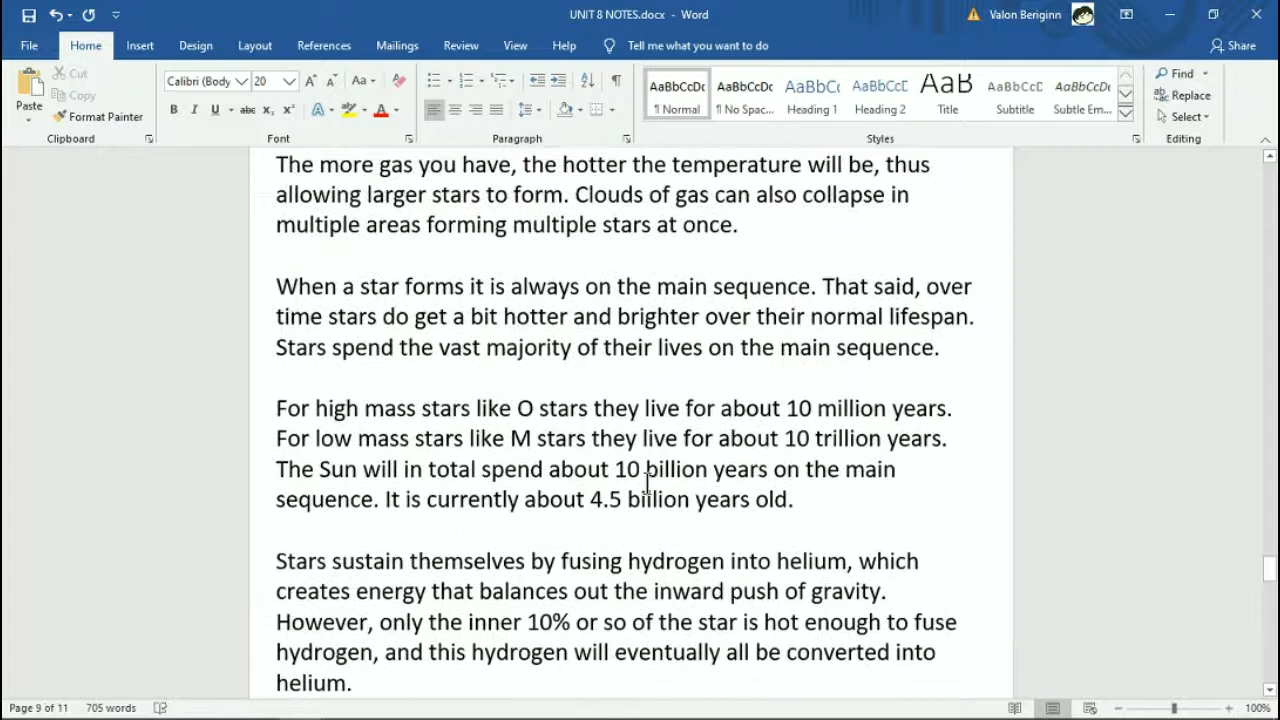 UNIT 8 NOTES.docx - Word
Valon Beriginn
File Home Insert Design Layout References Mailings Review View Help Tell me what you want to do Share
Paste
Cut
Copy
Format Painter
Clipboard
Calibri (Body 20
Font
Paragraph
AaBbCcDc AaBbCcDc AaBbCc AaBbCcD AaB AaBbCcD AaBbCcDc
¶ Normal ¶ No Spac... Heading 1 Heading 2 Title Subtitle Subtle Em...
Styles
Find
Replace
Select
Editing
The more gas you have, the hotter the temperature will be, thus
allowing larger stars to form. Clouds of gas can also collapse in
multiple areas forming multiple stars at once.
When a star forms it is always on the main sequence. That said, over
time stars do get a bit hotter and brighter over their normal lifespan.
Stars spend the vast majority of their lives on the main sequence.
For high mass stars like O stars they live for about 10 million years.
For low mass stars like M stars they live for about 10 trillion years.
The Sun will in total spend about 10 billion years on the main
sequence. It is currently about 4.5 billion years old.
Stars sustain themselves by fusing hydrogen into helium, which
creates energy that balances out the inward push of gravity.
However, only the inner 10% or so of the star is hot enough to fuse
hydrogen, and this hydrogen will eventually all be converted into
helium.
Page 9 of 11 705 words 100%